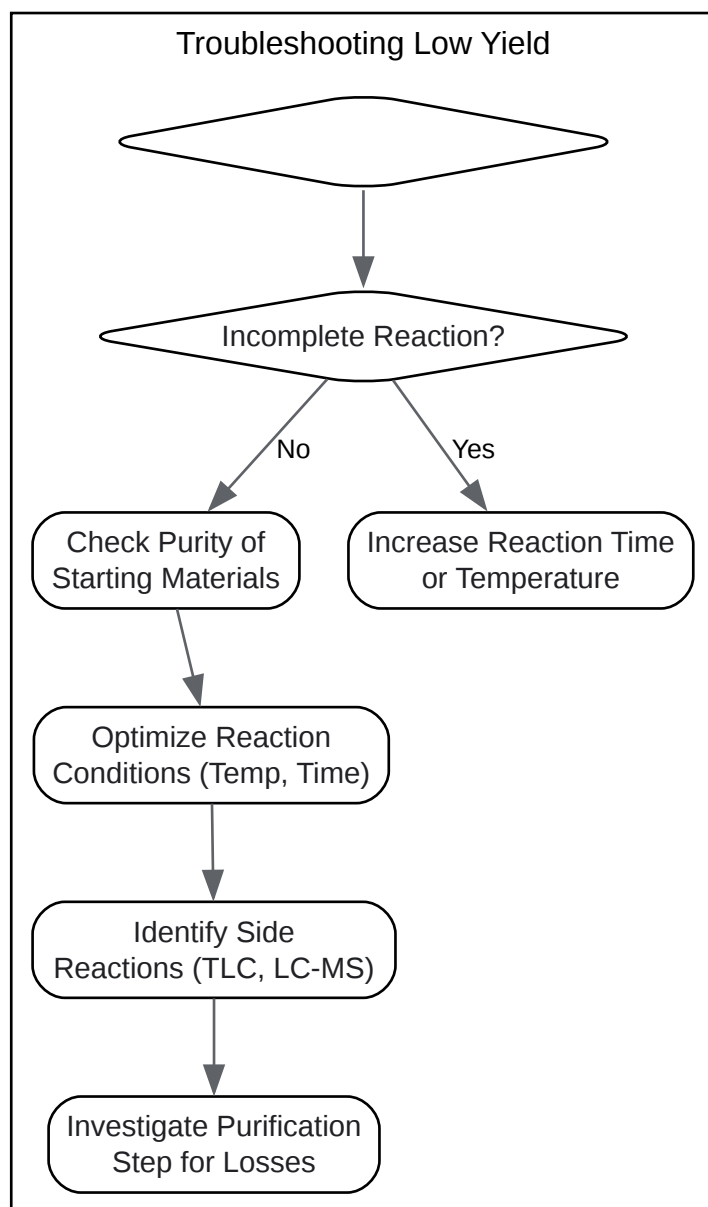 Troubleshooting Low Yield
Incomplete Reaction?
No
Yes
Check Purity of
Starting Materials
Increase Reaction Time
or Temperature
Optimize Reaction
Conditions (Temp, Time)
Identify Side
Reactions (TLC, LC-MS)
Investigate Purification
Step for Losses